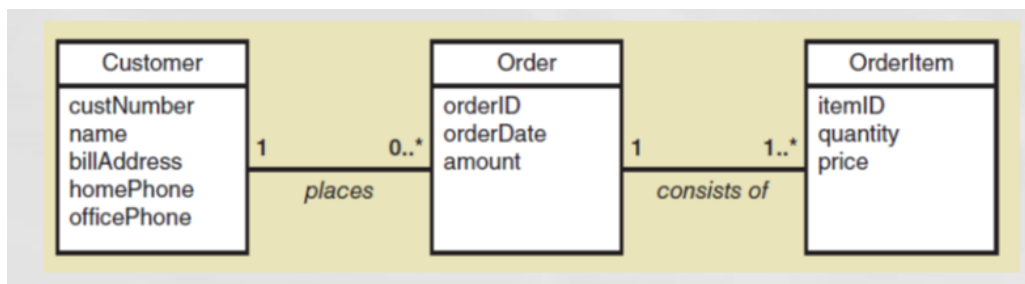 Customer
custNumber
name
billAddress
homePhone
officePhone
1
0..*
places
Order
orderID
orderDate
amount
1
1..*
consists of
OrderItem
itemID
quantity
price